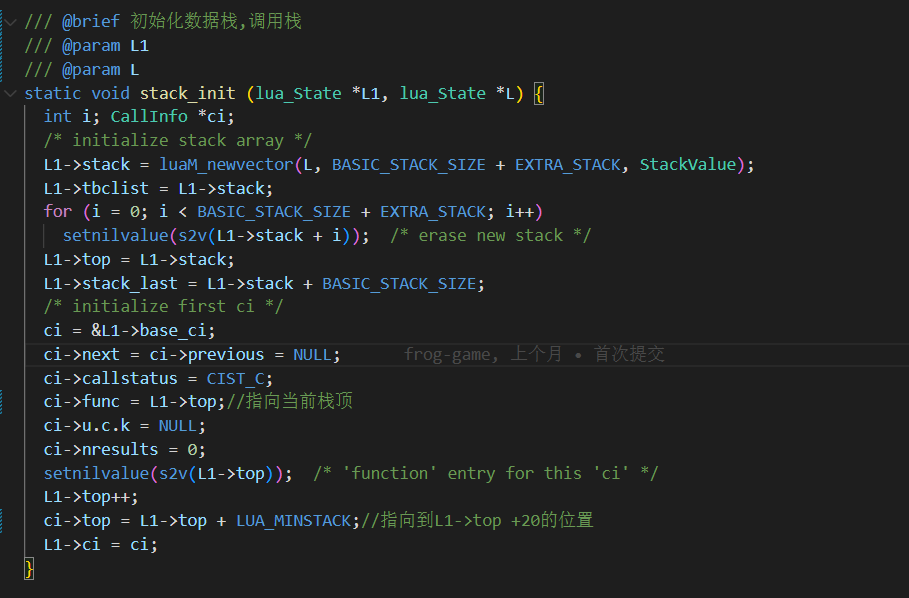 /// @brief 初始化数据栈,调用栈
/// @param L1
/// @param L
static void stack_init (lua_State *L1, lua_State *L) {
  int i; CallInfo *ci;
  /* initialize stack array */
  L1->stack = luaM_newvector(L, BASIC_STACK_SIZE + EXTRA_STACK, StackValue);
  L1->tbclist = L1->stack;
  for (i = 0; i < BASIC_STACK_SIZE + EXTRA_STACK; i++)
    setnilvalue(s2v(L1->stack + i));  /* erase new stack */
  L1->top = L1->stack;
  L1->stack_last = L1->stack + BASIC_STACK_SIZE;
  /* initialize first ci */
  ci = &L1->base_ci;
  ci->next = ci->previous = NULL;      frog-game, 上个月 • 首次提交
  ci->callstatus = CIST_C;
  ci->func = L1->top;//指向当前栈顶
  ci->u.c.k = NULL;
  ci->nresults = 0;
  setnilvalue(s2v(L1->top));  /* 'function' entry for this 'ci' */
  L1->top++;
  ci->top = L1->top + LUA_MINSTACK;//指向到L1->top +20的位置
  L1->ci = ci;
}